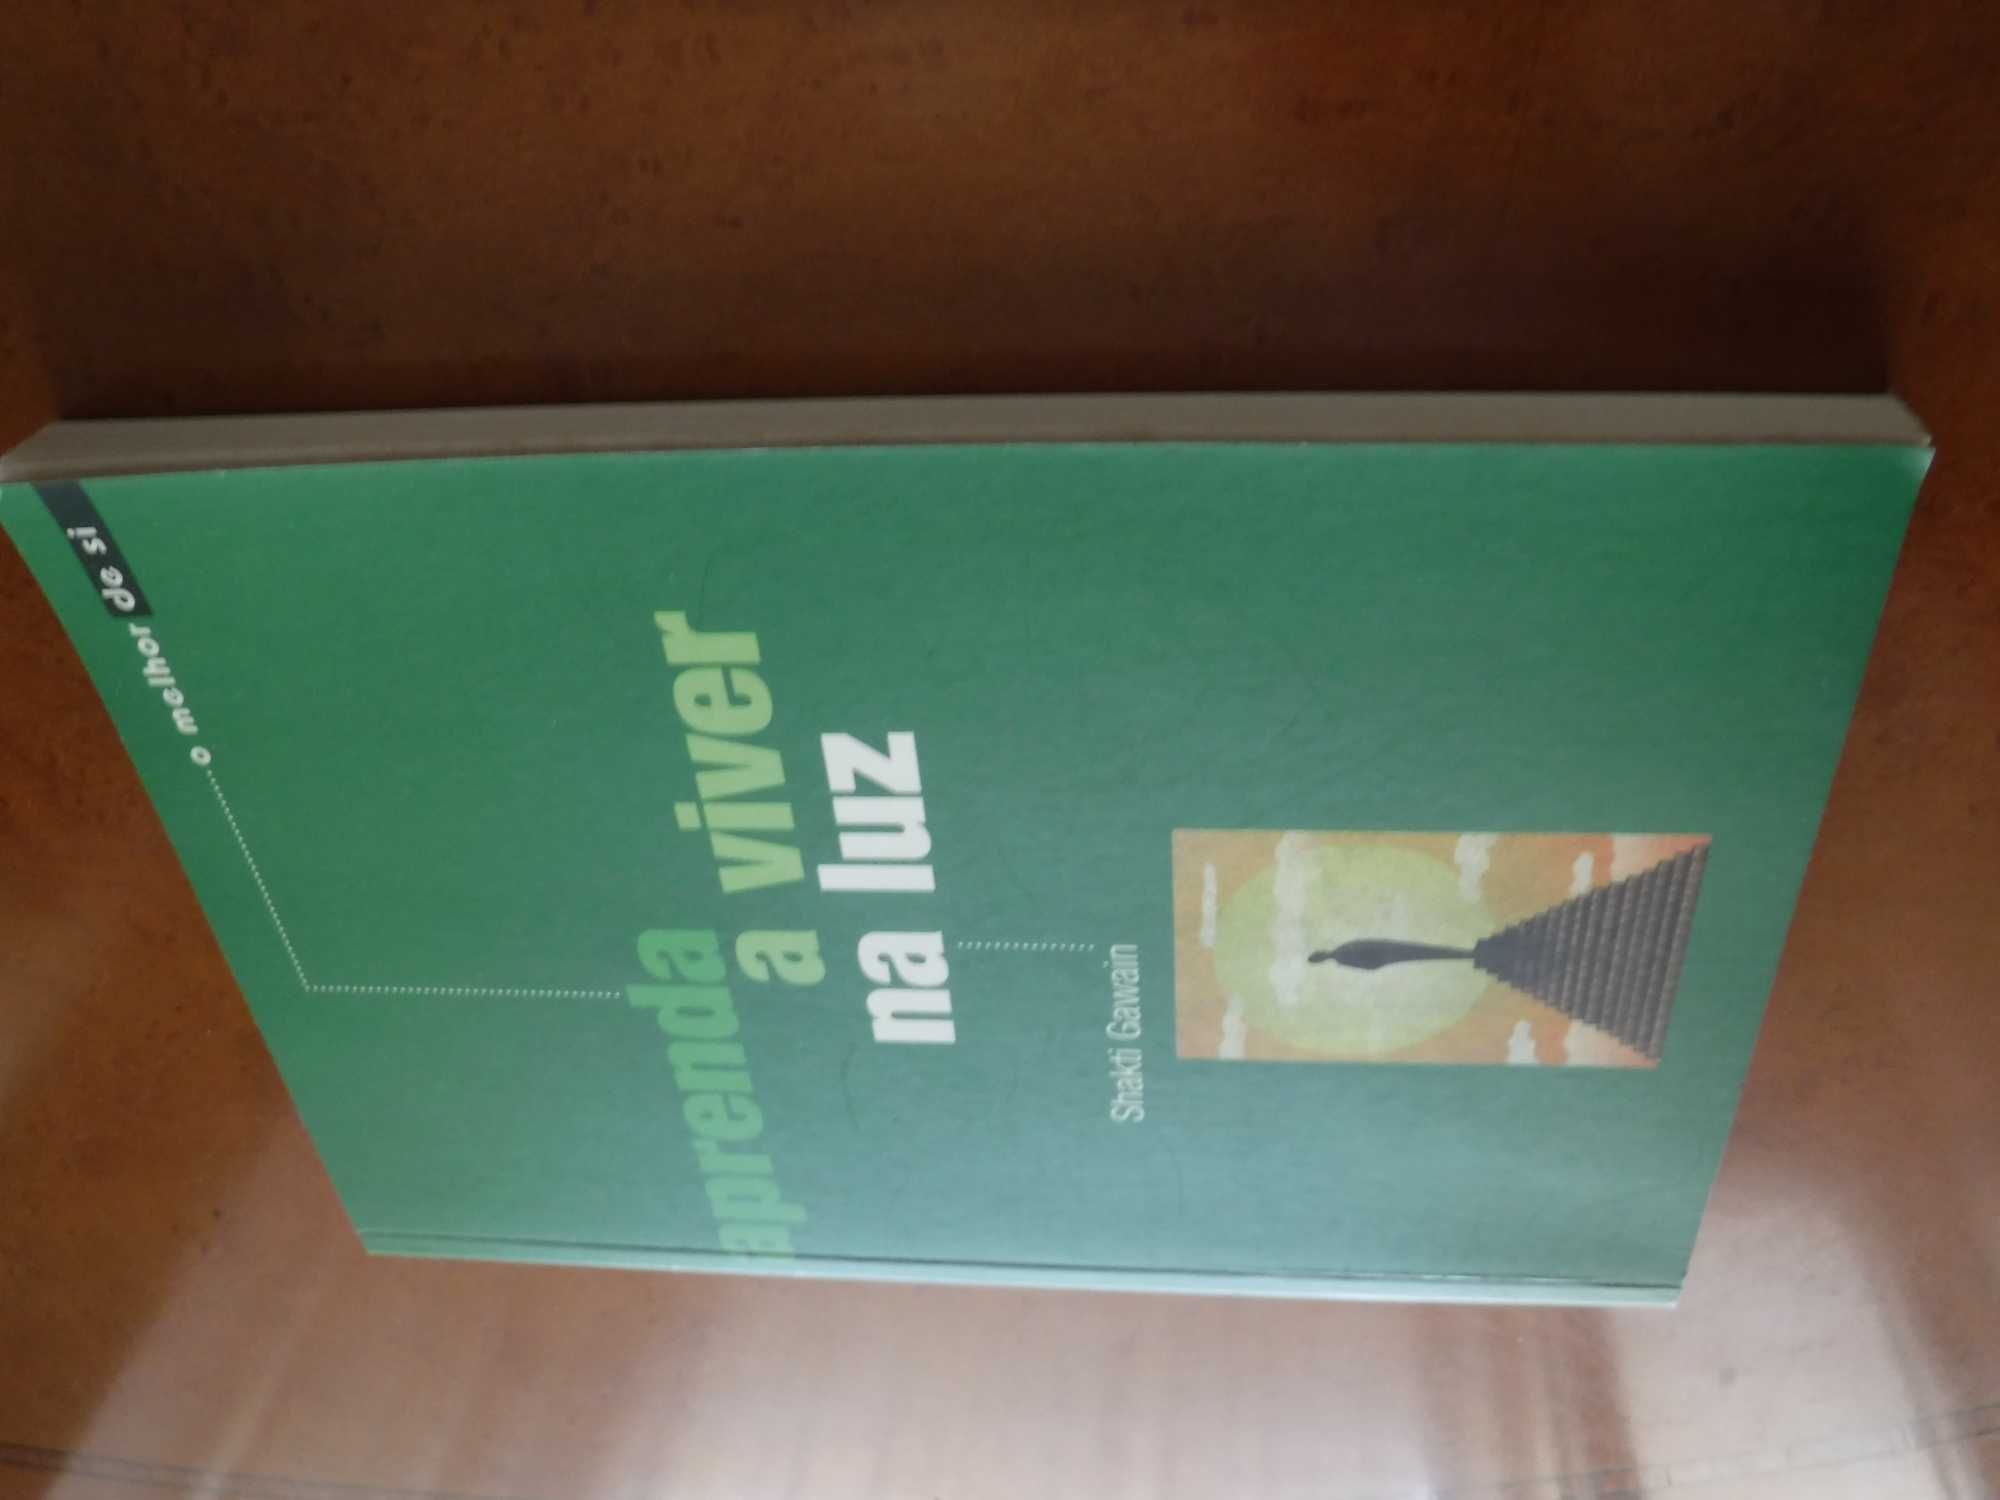 o melhor de si
aprenda
a viver
na luz
Shakti Gawain